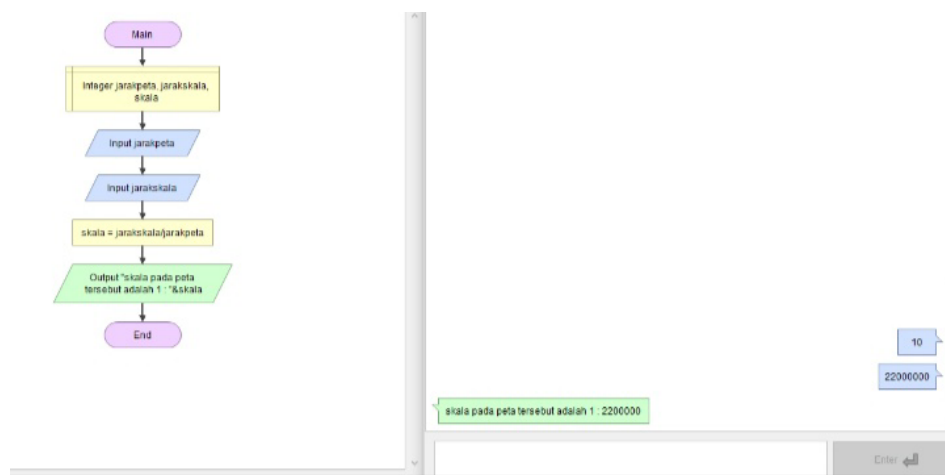 Main
Integer jarakpeta, jarakskala,
skala
Input jarakpeta
Input jarakskala
skala = jarakskala/jarakpeta
Output "skala pada peta
tersebut adalah 1 : "&skala
End
10
22000000
skala pada peta tersebut adalah 1 : 2200000
Enter